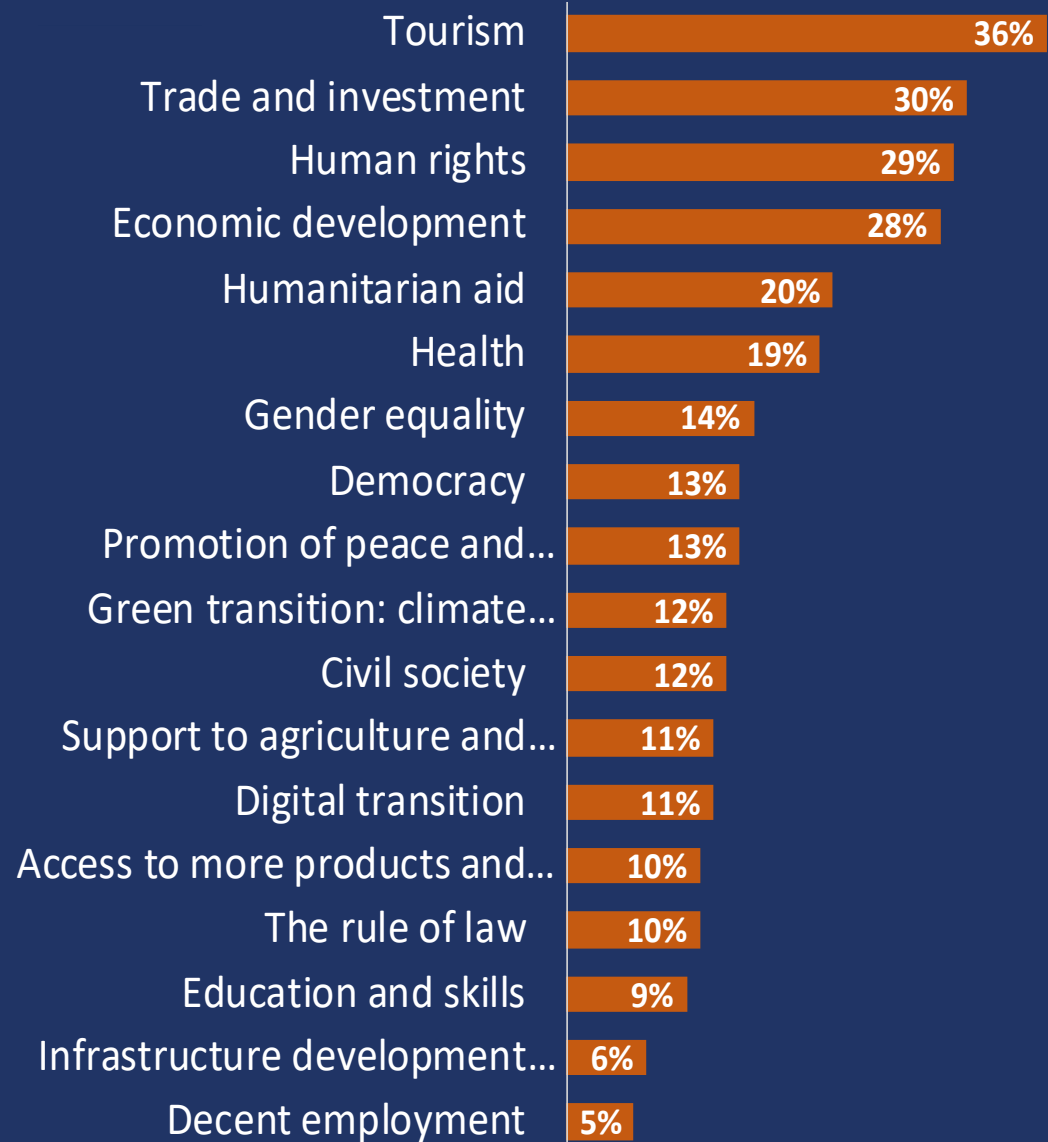 Tourism 36%
Trade and investment 30%
Human rights 29%
Economic development 28%
Humanitarian aid 20%
Health 19%
Gender equality 14%
Democracy 13%
Promotion of peace and... 13%
Green transition: climate... 12%
Civil society 12%
Support to agriculture and... 11%
Digital transition 11%
Access to more products and... 10%
The rule of law 10%
Education and skills 9%
Infrastructure development... 6%
Decent employment 5%